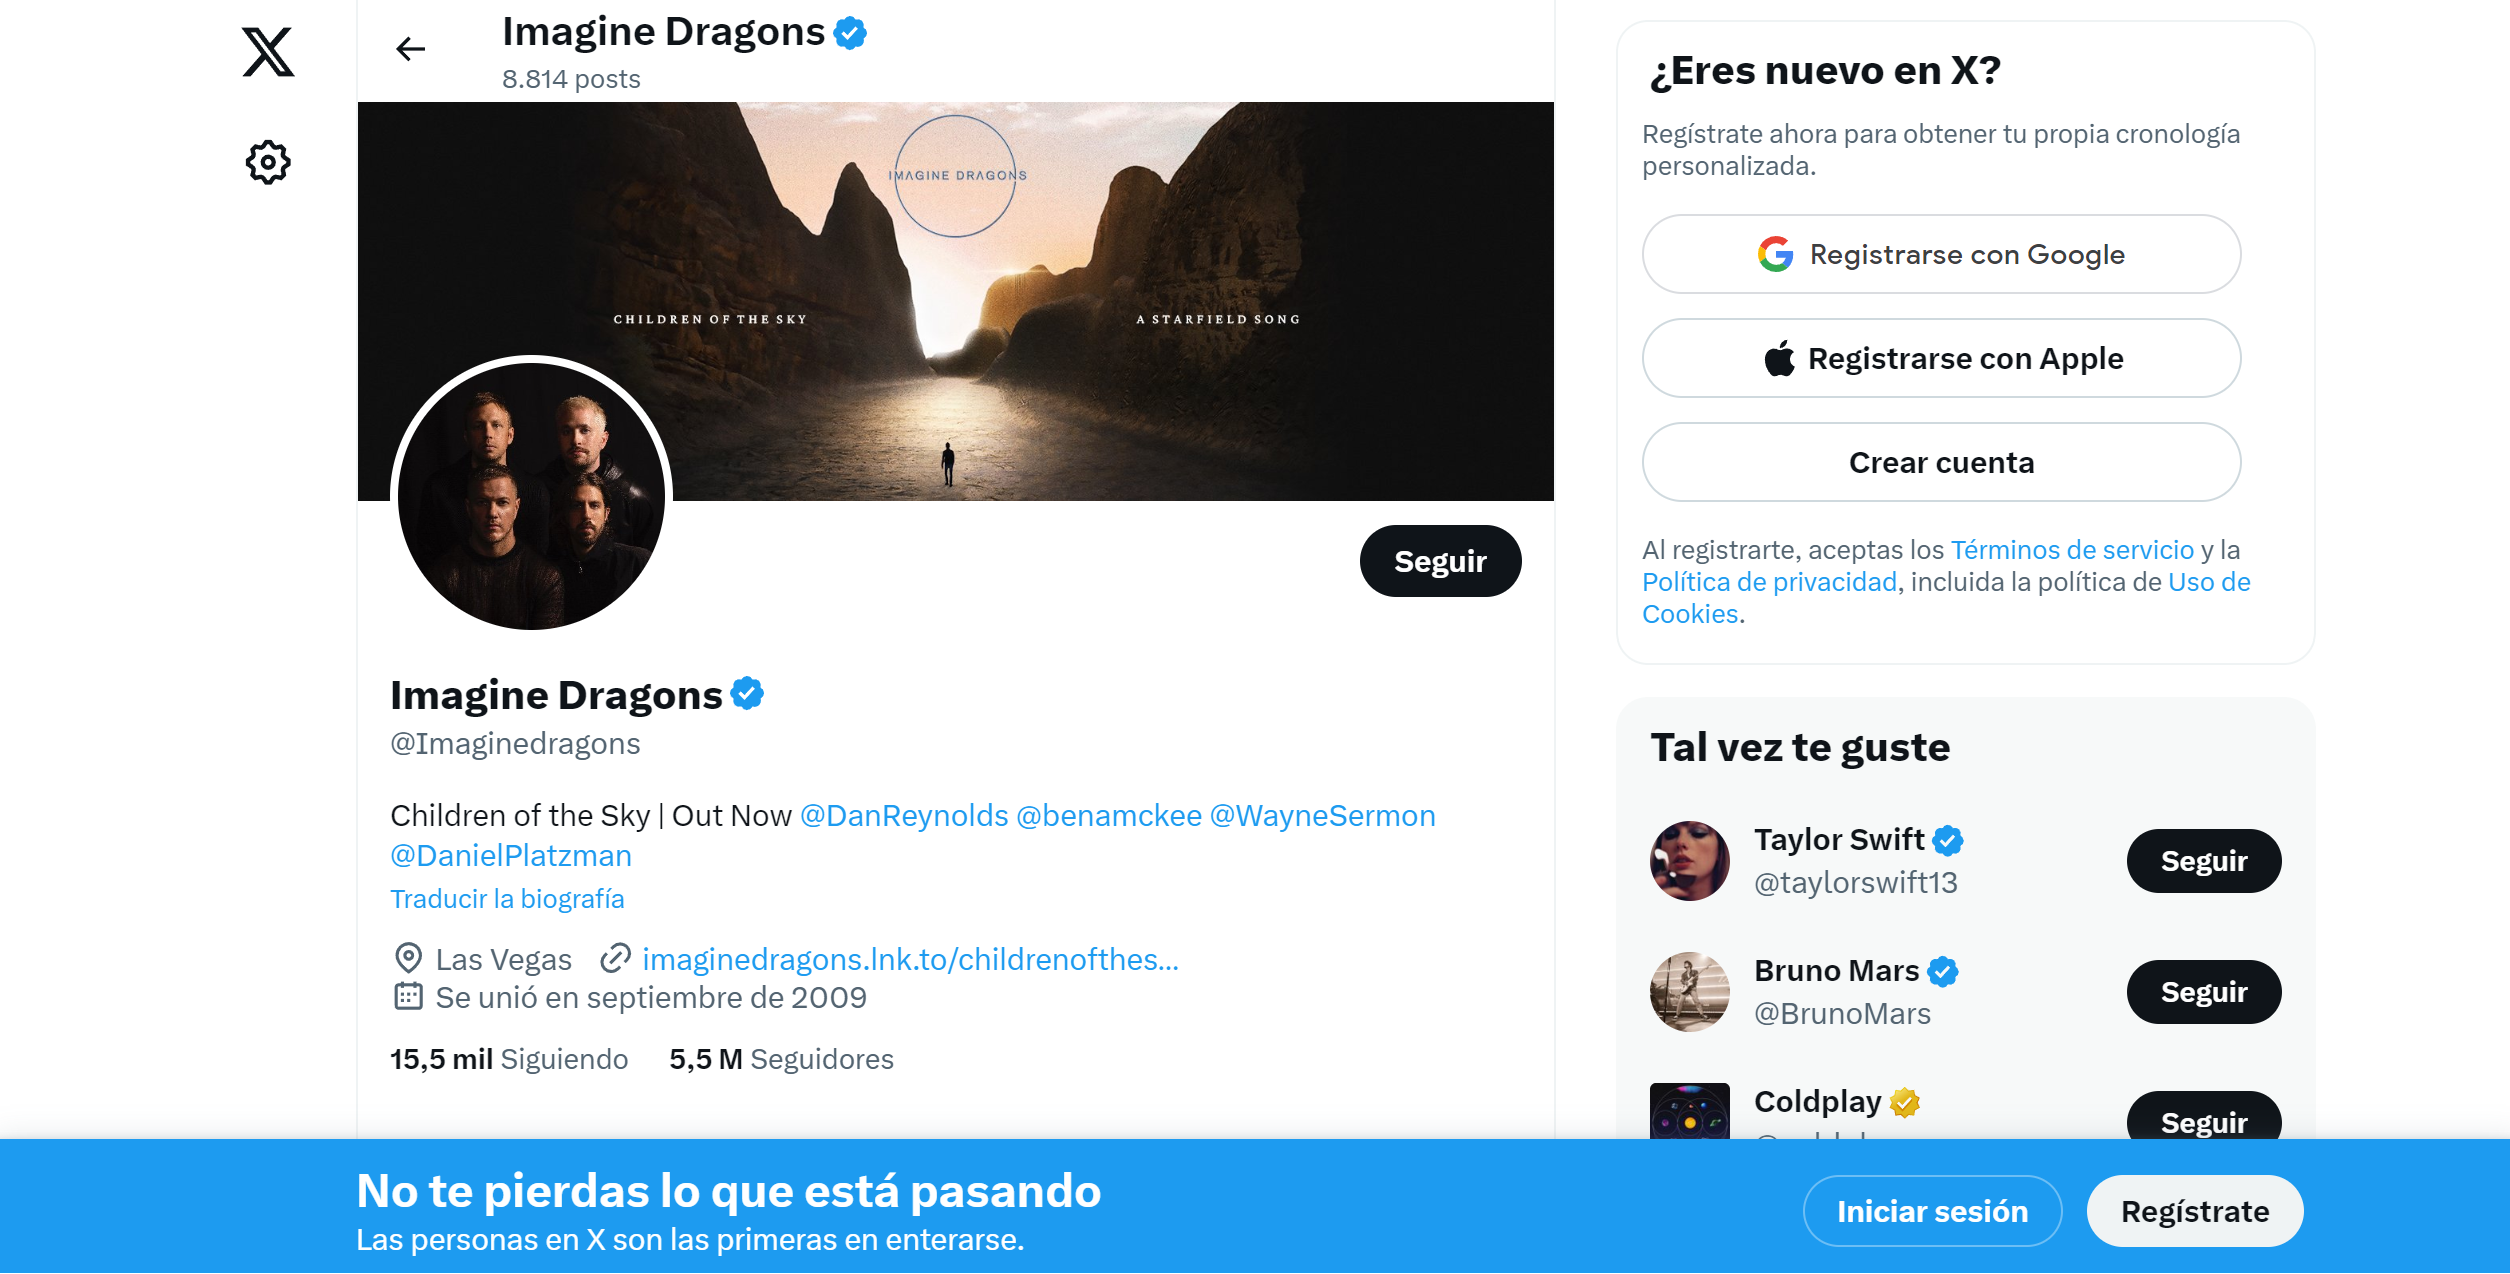 Imagine Dragons
8.814 posts
IMAGINE DRAGONS
CHILDREN OF THE SKY
A STARFIELD SONG
Seguir
Imagine Dragons
@Imaginedragons
Children of the Sky | Out Now @DanReynolds @benamckee @WayneSermon
@DanielPlatzman
Traducir la biografía
Las Vegas imaginedragons.lnk.to/childrenofthes...
Se unió en septiembre de 2009
15,5 mil Siguiendo 5,5 M Seguidores
¿Eres nuevo en X?
Regístrate ahora para obtener tu propia cronología
personalizada.
Registrarse con Google
Registrarse con Apple
Crear cuenta
Al registrarte, aceptas los Términos de servicio y la
Política de privacidad, incluida la política de Uso de
Cookies.
Tal vez te guste
Taylor Swift
@taylorswift13
Seguir
Bruno Mars
@BrunoMars
Seguir
Coldplay
Seguir
No te pierdas lo que está pasando
Las personas en X son las primeras en enterarse.
Iniciar sesión
Regístrate